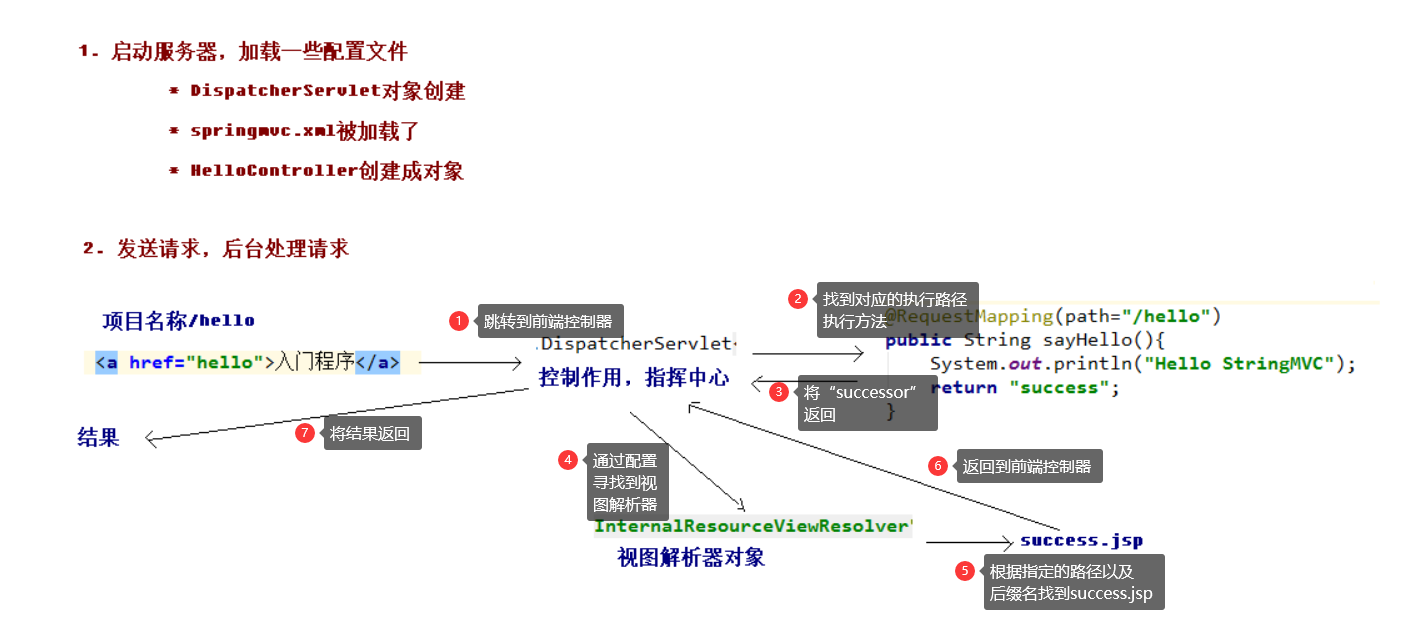 1. 启动服务器，加载一些配置文件
* DispatcherServlet对象创建
* springmvc.xml被加载了
* HelloController创建成对象
2. 发送请求，后台处理请求
项目名称/hello
<a href="hello">入门程序</a>
1 跳转到前端控制器
DispatcherServlet
控制作用，指挥中心
2 找到对应的执行路径
执行方法
@RequestMapping(path="/hello")
public String sayHello(){
System.out.println("Hello StringMVC");
return "success";
}
3 将“successor”
返回
结果
7 将结果返回
4 通过配置
寻找到视
图解析器
InternalResourceViewResolver"
视图解析器对象
6 返回到前端控制器
success.jsp
5 根据指定的路径以及
后缀名找到success.jsp